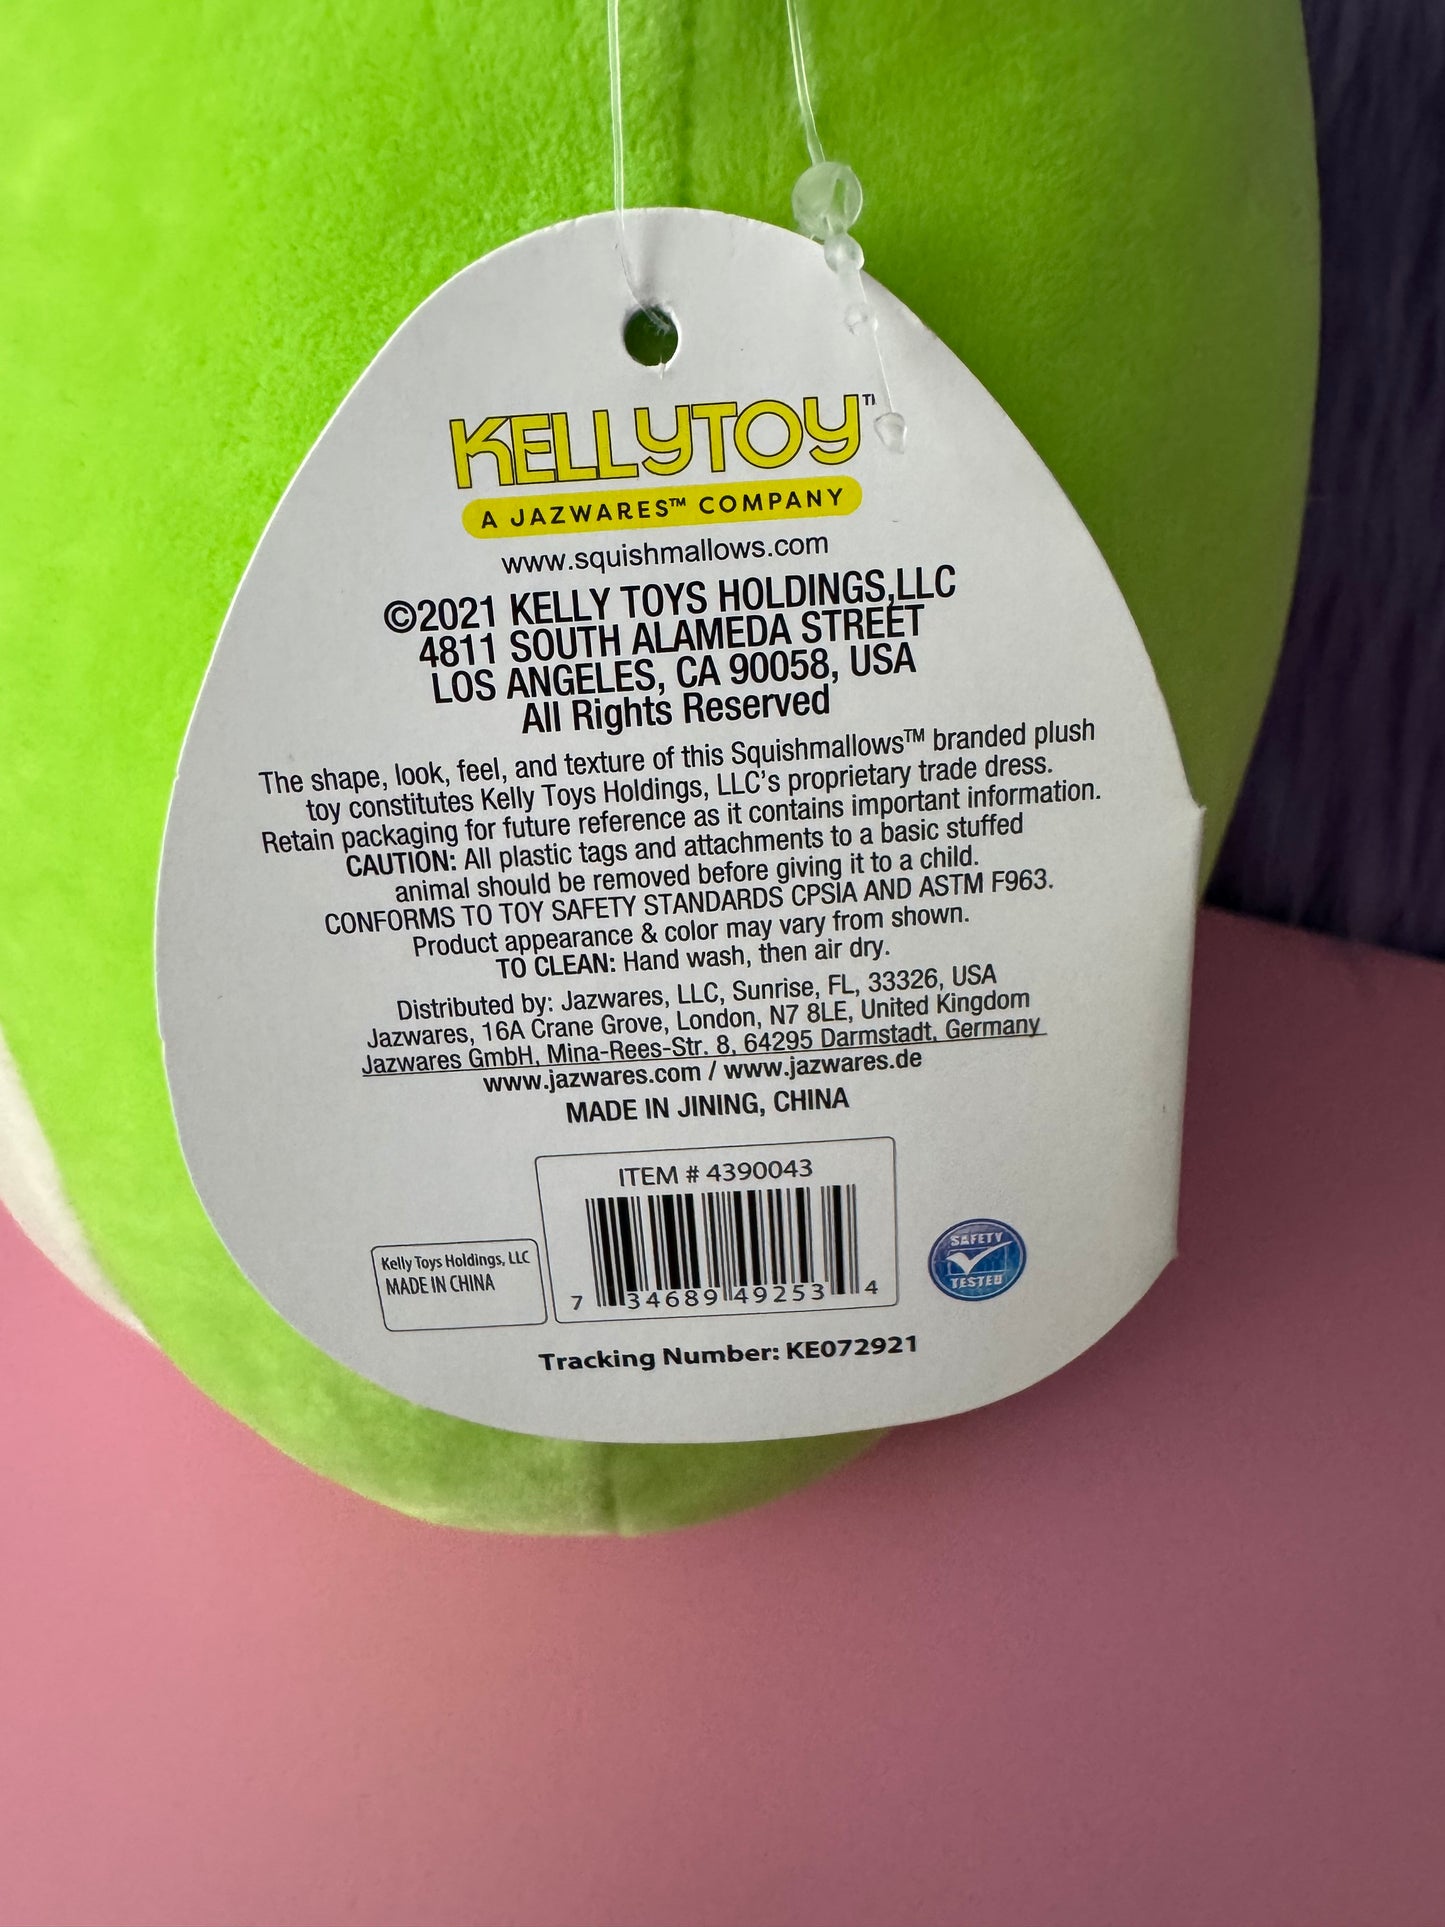 KELLYTOY™
A JAZWARES™ COMPANY
www.squishmallows.com
©2021 KELLY TOYS HOLDINGS,LLC
4811 SOUTH ALAMEDA STREET
LOS ANGELES, CA 90058, USA
All Rights Reserved
The shape, look, feel, and texture of this Squishmallows™ branded plush
toy constitutes Kelly Toys Holdings, LLC's proprietary trade dress.
Retain packaging for future reference as it contains important information.
CAUTION: All plastic tags and attachments to a basic stuffed
animal should be removed before giving it to a child.
CONFORMS TO TOY SAFETY STANDARDS CPSIA AND ASTM F963.
Product appearance & color may vary from shown.
TO CLEAN: Hand wash, then air dry.
Distributed by: Jazwares, LLC, Sunrise, FL, 33326, USA
Jazwares, 16A Crane Grove, London, N7 8LE, United Kingdom
Jazwares GmbH, Mina-Rees-Str. 8, 64295 Darmstadt, Germany
www.jazwares.com / www.jazwares.de
MADE IN JINING, CHINA
ITEM # 4390043
7 34689 49253 4
Kelly Toys Holdings, LLC
MADE IN CHINA
SAFETY
TESTED
Tracking Number: KE072921